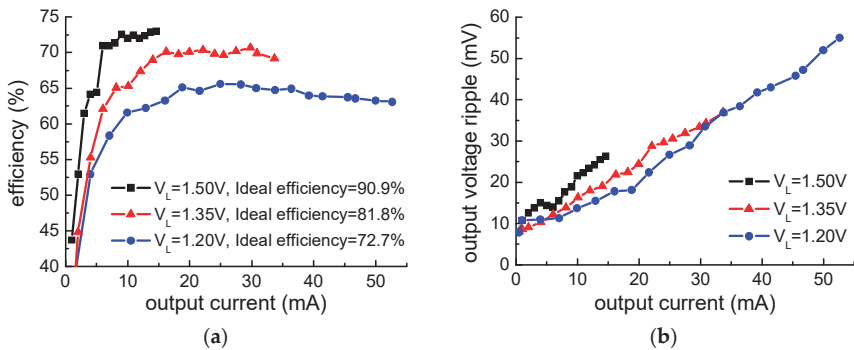 75
70
65
60
55
50
45
40
efficiency (%)
V_L=1.50V, Ideal efficiency=90.9%
V_L=1.35V, Ideal efficiency=81.8%
V_L=1.20V, Ideal efficiency=72.7%
0 10 20 30 40 50
output current (mA)
(a)
60
50
40
30
20
10
0
output voltage ripple (mV)
V_L=1.50V
V_L=1.35V
V_L=1.20V
0 10 20 30 40 50
output current (mA)
(b)